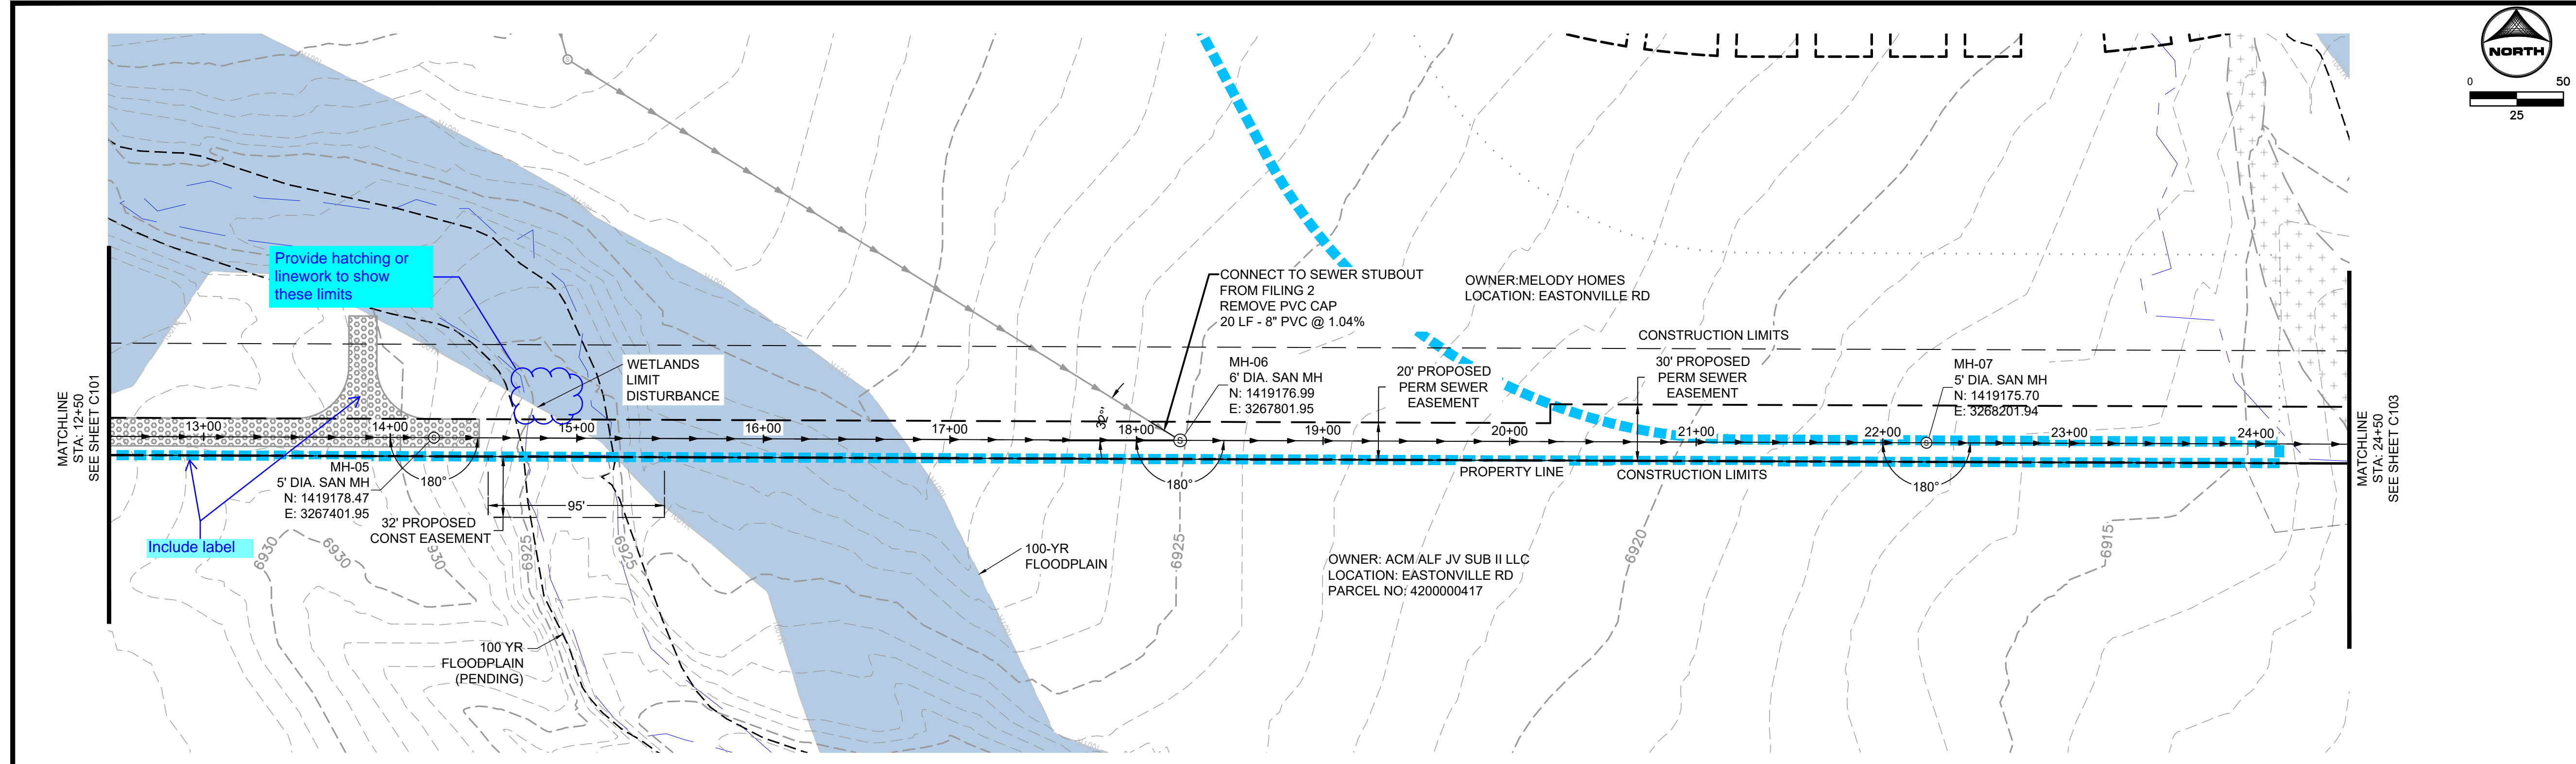 NORTH
0 50
25
Provide hatching or
linework to show
these limits
CONNECT TO SEWER STUBOUT
FROM FILING 2
REMOVE PVC CAP
20 LF - 8" PVC @ 1.04%
OWNER:MELODY HOMES
LOCATION: EASTONVILLE RD
CONSTRUCTION LIMITS
WETLANDS
LIMIT
DISTURBANCE
MH-06
6' DIA. SAN MH
N: 1419176.99
E: 3267801.95
20' PROPOSED
PERM SEWER
EASEMENT
30' PROPOSED
PERM SEWER
EASEMENT
MH-07
5' DIA. SAN MH
N: 1419175.70
E: 3268201.94
MATCHLINE
STA: 12+50
SEE SHEET C101
32°
13+00
14+00
15+00
16+00
17+00
18+00
19+00
20+00
21+00
22+00
23+00
24+00
MATCHLINE
STA: 24+50
SEE SHEET C103
MH-05
5' DIA. SAN MH
N: 1419178.47
E: 3267401.95
180°
180°
180°
PROPERTY LINE
CONSTRUCTION LIMITS
95'
32' PROPOSED
CONST EASEMENT
Include label
6930
6930
6930
6925
6925
6925
6920
6915
100-YR
FLOODPLAIN
OWNER: ACM ALF JV SUB II LLC
LOCATION: EASTONVILLE RD
PARCEL NO: 4200000417
100 YR
FLOODPLAIN
(PENDING)